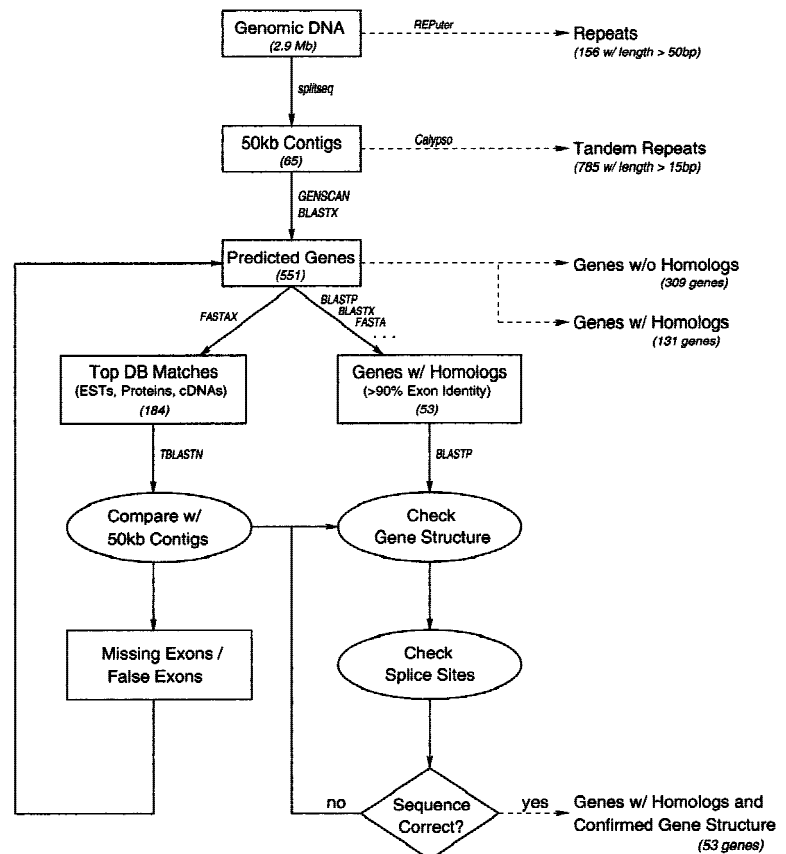 Genomic DNA
(2.9 Mb)
REPuter
Repeats
(156 w/ length > 50bp)
splitseq
50kb Contigs
(65)
Calypso
Tandem Repeats
(785 w/ length > 15bp)
GENSCAN
BLASTX
Predicted Genes
(551)
Genes w/o Homologs
(309 genes)
Genes w/ Homologs
(131 genes)
FASTAX
BLASTP
BLASTX
FASTA
. . .
Top DB Matches
(ESTs, Proteins, cDNAs)
(184)
Genes w/ Homologs
(>90% Exon Identity)
(53)
TBLASTN
BLASTP
Compare w/
50kb Contigs
Check
Gene Structure
Missing Exons /
False Exons
Check
Splice Sites
no
Sequence
Correct?
yes
Genes w/ Homologs and
Confirmed Gene Structure
(53 genes)